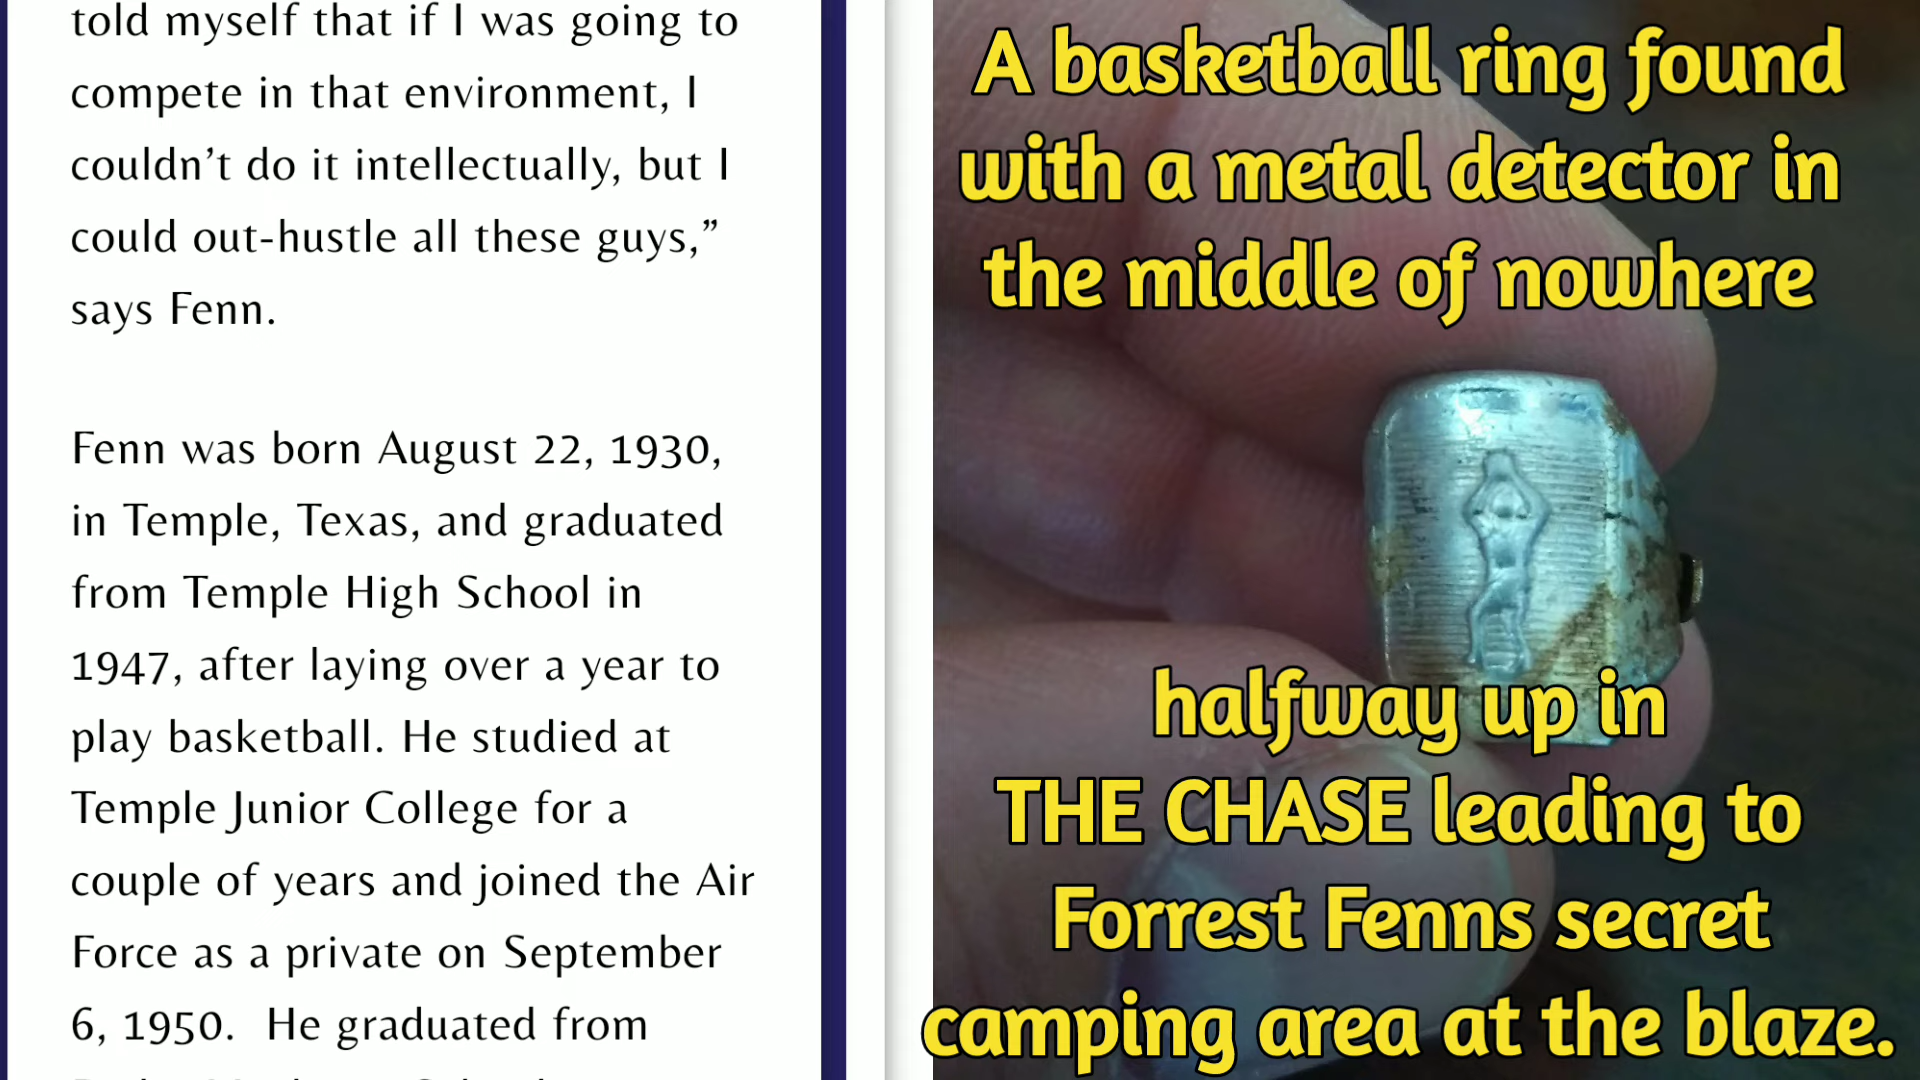 told myself that if I was going to
compete in that environment, I
couldn’t do it intellectually, but I
could out-hustle all these guys,”
says Fenn.
Fenn was born August 22, 1930,
in Temple, Texas, and graduated
from Temple High School in
1947, after laying over a year to
play basketball. He studied at
Temple Junior College for a
couple of years and joined the Air
Force as a private on September
6, 1950.  He graduated from
A basketball ring found
with a metal detector in
the middle of nowhere
halfway up in
THE CHASE leading to
Forrest Fenns secret
camping area at the blaze.